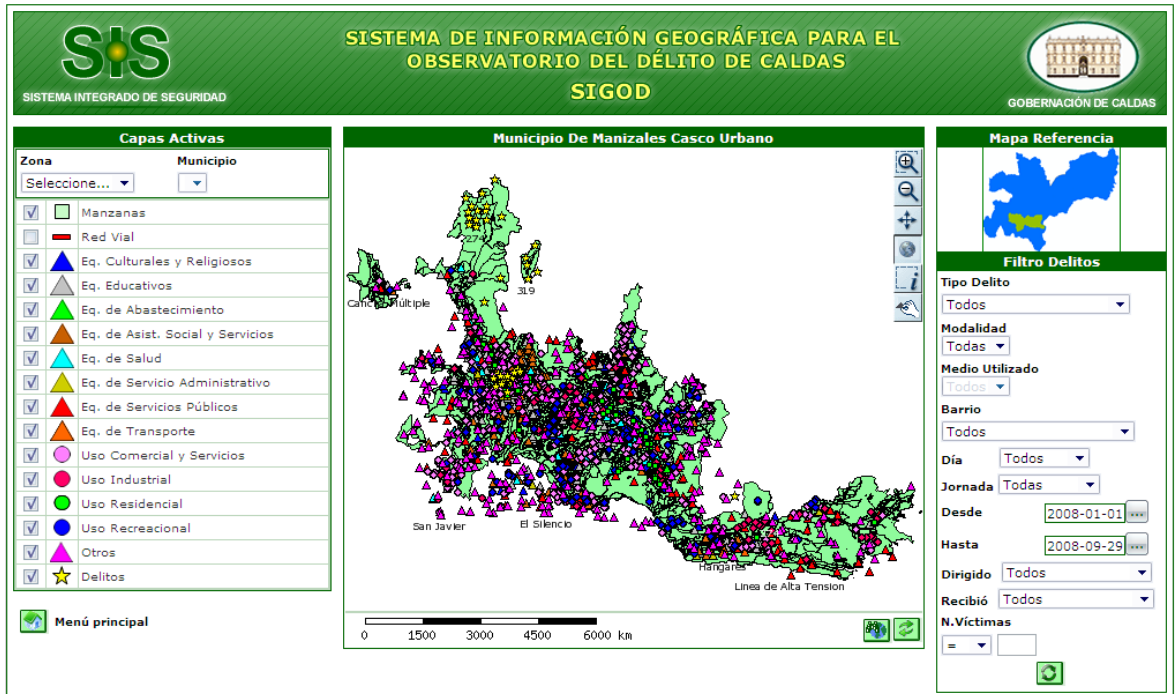 SIS
SISTEMA INTEGRADO DE SEGURIDAD
SISTEMA DE INFORMACIÓN GEOGRÁFICA PARA EL
OBSERVATORIO DEL DÉLITO DE CALDAS
SIGOD
GOBERNACIÓN DE CALDAS
Capas Activas
Zona Municipio
Seleccione...
Manzanas
Red Vial
Eq. Culturales y Religiosos
Eq. Educativos
Eq. de Abastecimiento
Eq. de Asist. Social y Servicios
Eq. de Salud
Eq. de Servicio Administrativo
Eq. de Servicios Públicos
Eq. de Transporte
Uso Comercial y Servicios
Uso Industrial
Uso Residencial
Uso Recreacional
Otros
Delitos
Menú principal
Municipio De Manizales Casco Urbano
319
San Javier
El Silencio
Hangares
Linea de Alta Tension
0 1500 3000 4500 6000 km
Mapa Referencia
Filtro Delitos
Tipo Delito
Todos
Modalidad
Todas
Medio Utilizado
Todos
Barrio
Todos
Día Todos
Jornada Todas
Desde 2008-01-01 ...
Hasta 2008-09-29 ...
Dirigido Todos
Recibió Todos
N.Víctimas
=